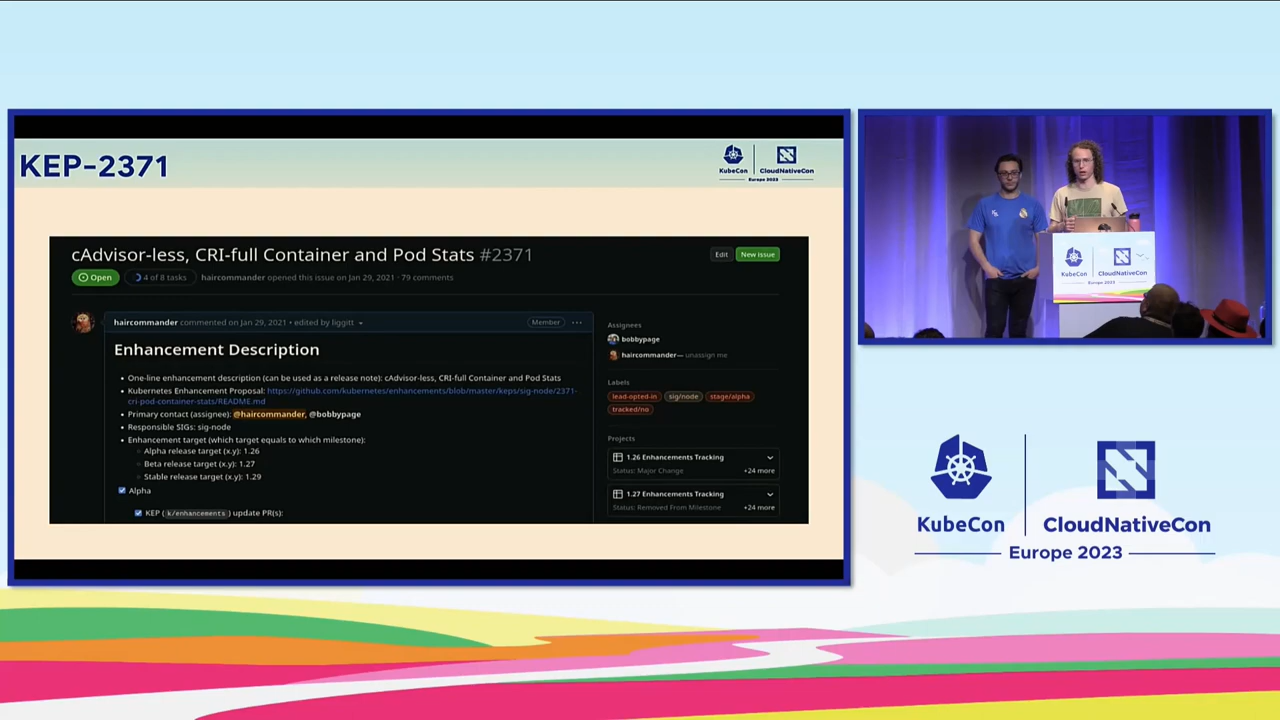 KEP-2371
KubeCon
CloudNativeCon
Europe 2023
cAdvisor-less, CRI-full Container and Pod Stats #2371
Edit
New issue
Open
4 of 8 tasks
haircommander opened this issue on Jan 29, 2021 · 79 comments
haircommander commented on Jan 29, 2021 • edited by liggitt
Member
Enhancement Description
• One-line enhancement description (can be used as a release note): cAdvisor-less, CRI-full Container and Pod Stats
• Kubernetes Enhancement Proposal: https://github.com/kubernetes/enhancements/blob/master/keps/sig-node/2371-
cri-pod-container-stats/README.md
• Primary contact (assignee): @haircommander, @bobbypage
• Responsible SIGs: sig-node
• Enhancement target (which target equals to which milestone):
Alpha release target (x.y): 1.26
Beta release target (x.y): 1.27
Stable release target (x.y): 1.29
Alpha
KEP (k/enhancements) update PR(s):
Assignees
bobbypage
haircommander— unassign me
Labels
lead-opted-in sig/node stage/alpha
tracked/no
Projects
1.26 Enhancements Tracking
Status: Major Change +24 more
1.27 Enhancements Tracking
Status: Removed From Milestone +24 more
KubeCon
CloudNativeCon
Europe 2023
KubeCon
CloudNativeCon
Europe 2023